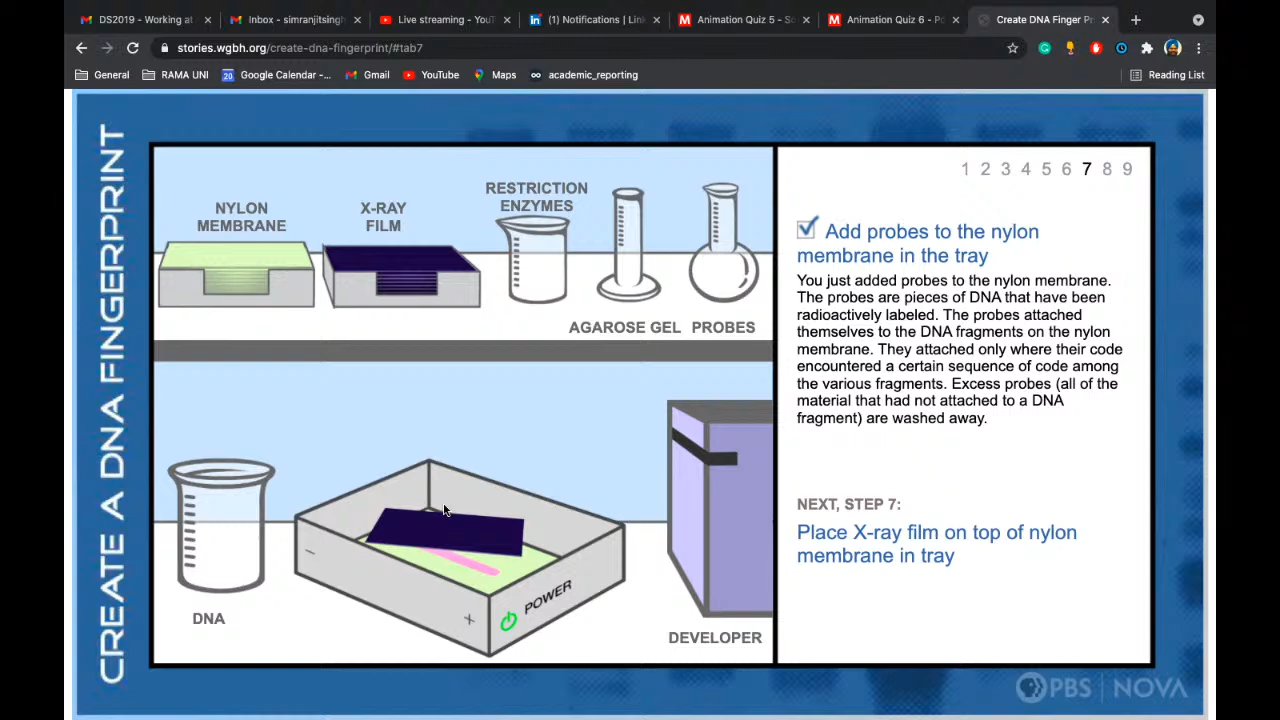 DS2019 - Working at
Inbox - simranjitsingh
Live streaming - YouT
(1) Notifications | Link
Animation Quiz 5 - So
Animation Quiz 6 - Po
Create DNA Finger Pr
stories.wgbh.org/create-dna-fingerprint/#tab7
General
RAMA UNI
Google Calendar -...
Gmail
YouTube
Maps
academic_reporting
Reading List
CREATE A DNA FINGERPRINT
NYLON
MEMBRANE
X-RAY
FILM
RESTRICTION
ENZYMES
AGAROSE GEL
PROBES
DNA
POWER
DEVELOPER
1 2 3 4 5 6 7 8 9
Add probes to the nylon
membrane in the tray
You just added probes to the nylon membrane.
The probes are pieces of DNA that have been
radioactively labeled. The probes attached
themselves to the DNA fragments on the nylon
membrane. They attached only where their code
encountered a certain sequence of code among
the various fragments. Excess probes (all of the
material that had not attached to a DNA
fragment) are washed away.
NEXT, STEP 7:
Place X-ray film on top of nylon
membrane in tray
PBS | NOVA